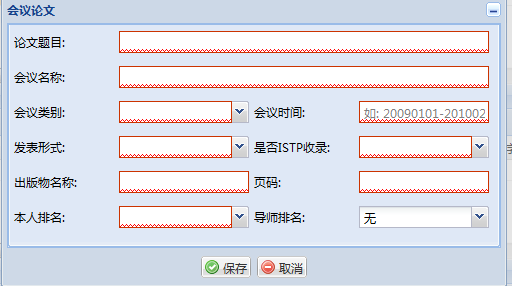 会议论文
论文题目:
会议名称:
会议类别: 会议时间: 如: 20090101-201002
发表形式: 是否ISTP收录:
出版物名称: 页码:
本人排名: 导师排名: 无
保存 取消